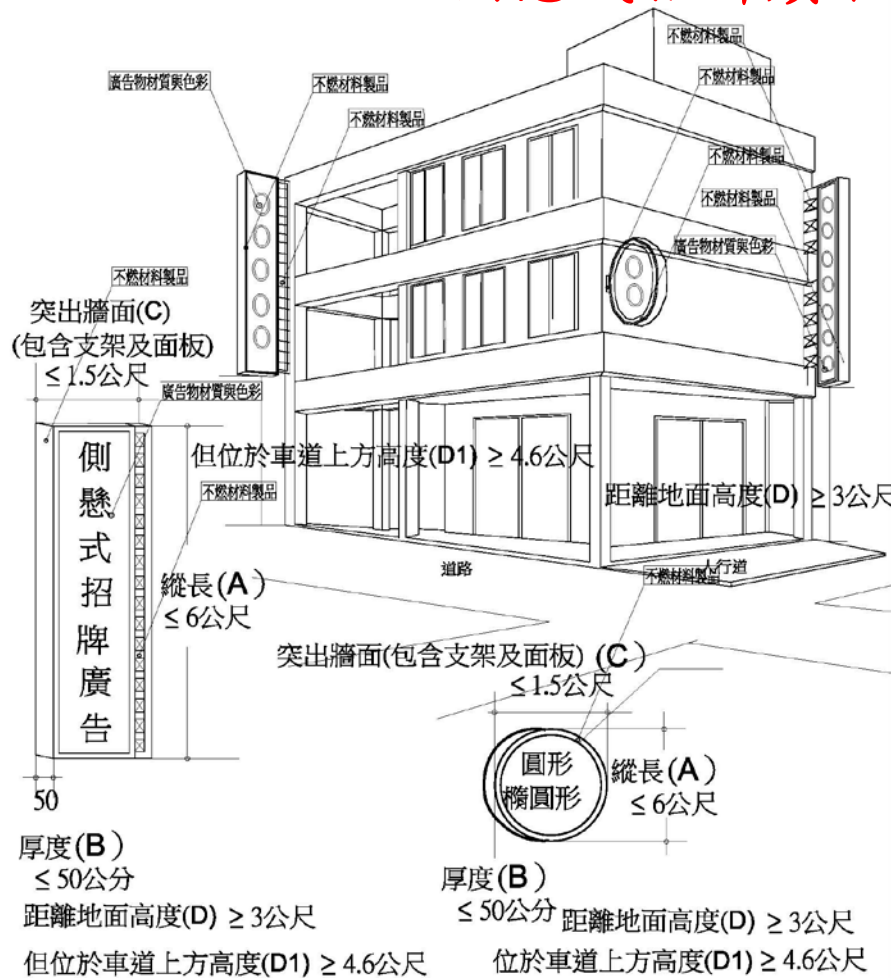 不燃材料製品
廣告物材質與色彩
不燃材料製品
不燃材料製品
不燃材料製品
不燃材料製品
不燃材料製品
廣告物材質與色彩
不燃材料製品
突出牆面(C)
(包含支架及面板)
≤ 1.5公尺
廣告物材質與色彩
側懸式招牌廣告
不燃材料製品
但位於車道上方高度(D1) ≥ 4.6公尺
距離地面高度(D) ≥ 3公尺
道路
人行道
不燃材料製品
縱長(A)
≤ 6公尺
突出牆面(包含支架及面板) (C)
≤ 1.5公尺
圓形
橢圓形
縱長(A)
≤ 6公尺
50
厚度(B)
≤ 50公分
距離地面高度(D) ≥ 3公尺
但位於車道上方高度(D1) ≥ 4.6公尺
厚度(B)
≤ 50公分
距離地面高度(D) ≥ 3公尺
位於車道上方高度(D1) ≥ 4.6公尺